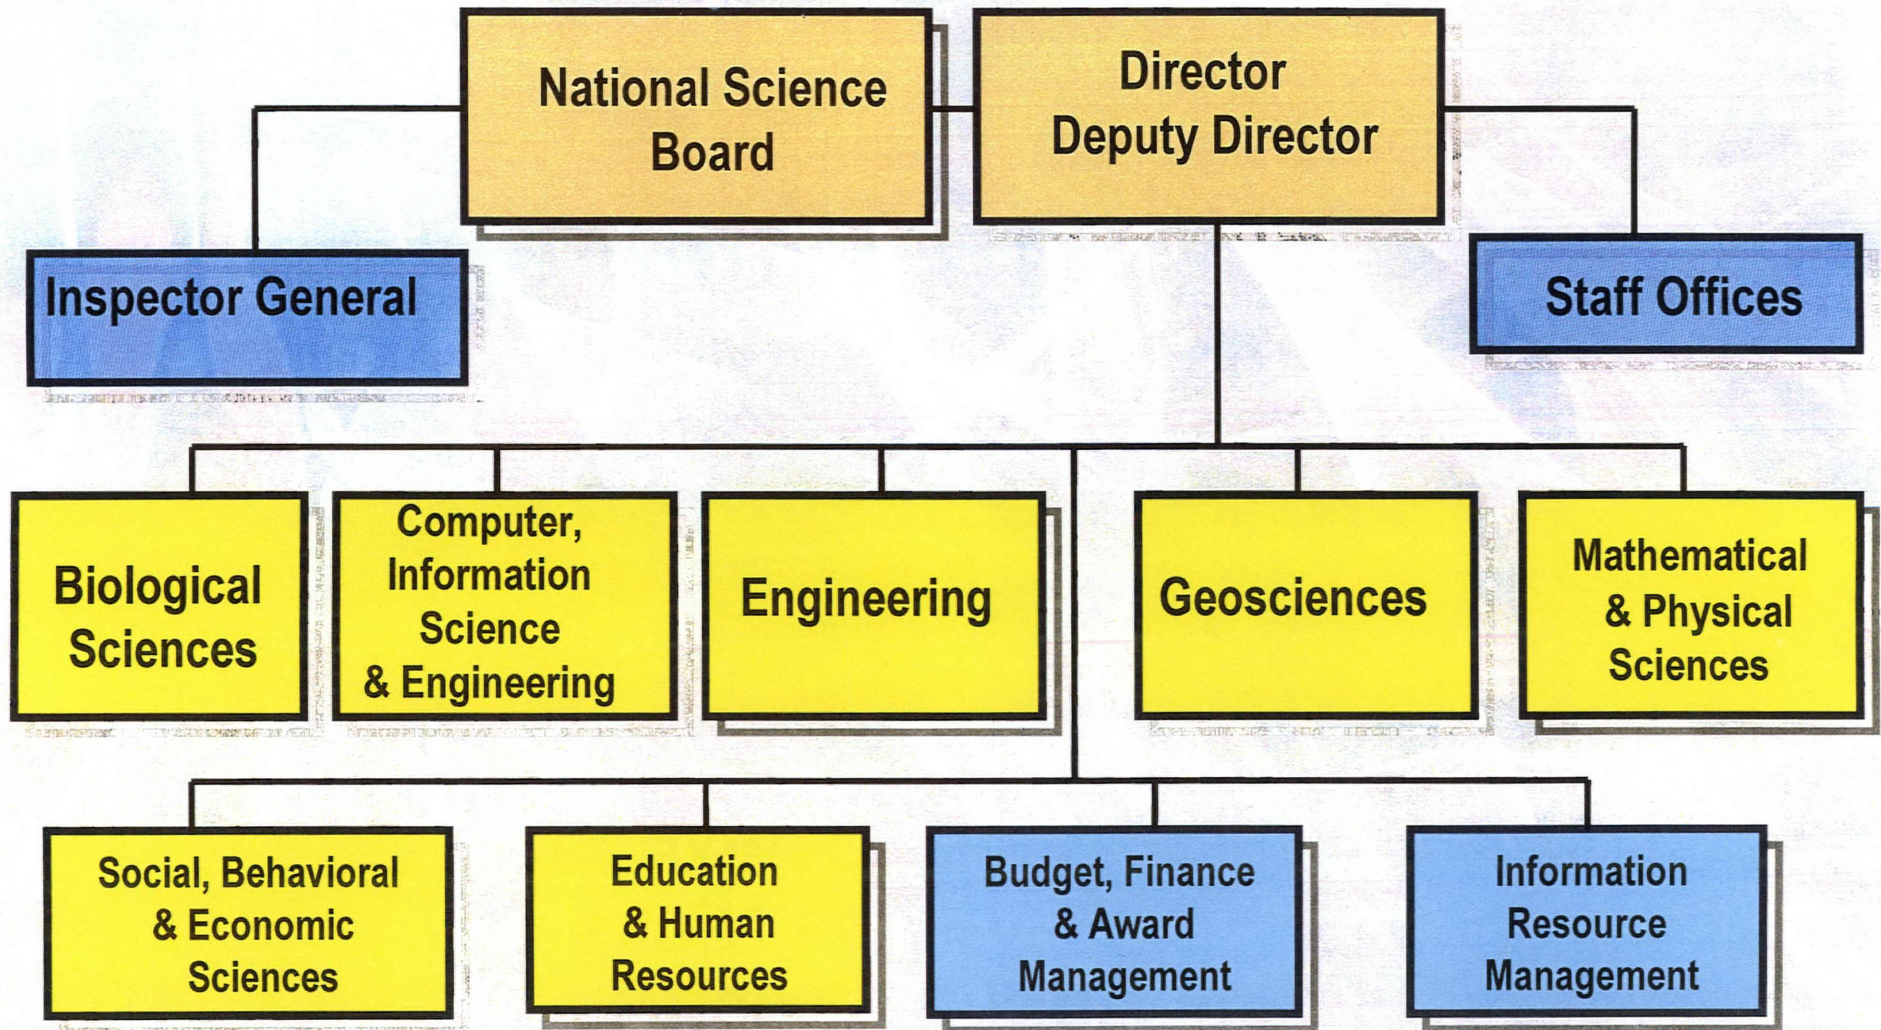 National Science
Board
Director
Deputy Director
Inspector General
Staff Offices
Biological
Sciences
Computer,
Information
Science
& Engineering
Engineering
Geosciences
Mathematical
& Physical
Sciences
Social, Behavioral
& Economic
Sciences
Education
& Human
Resources
Budget, Finance
& Award
Management
Information
Resource
Management